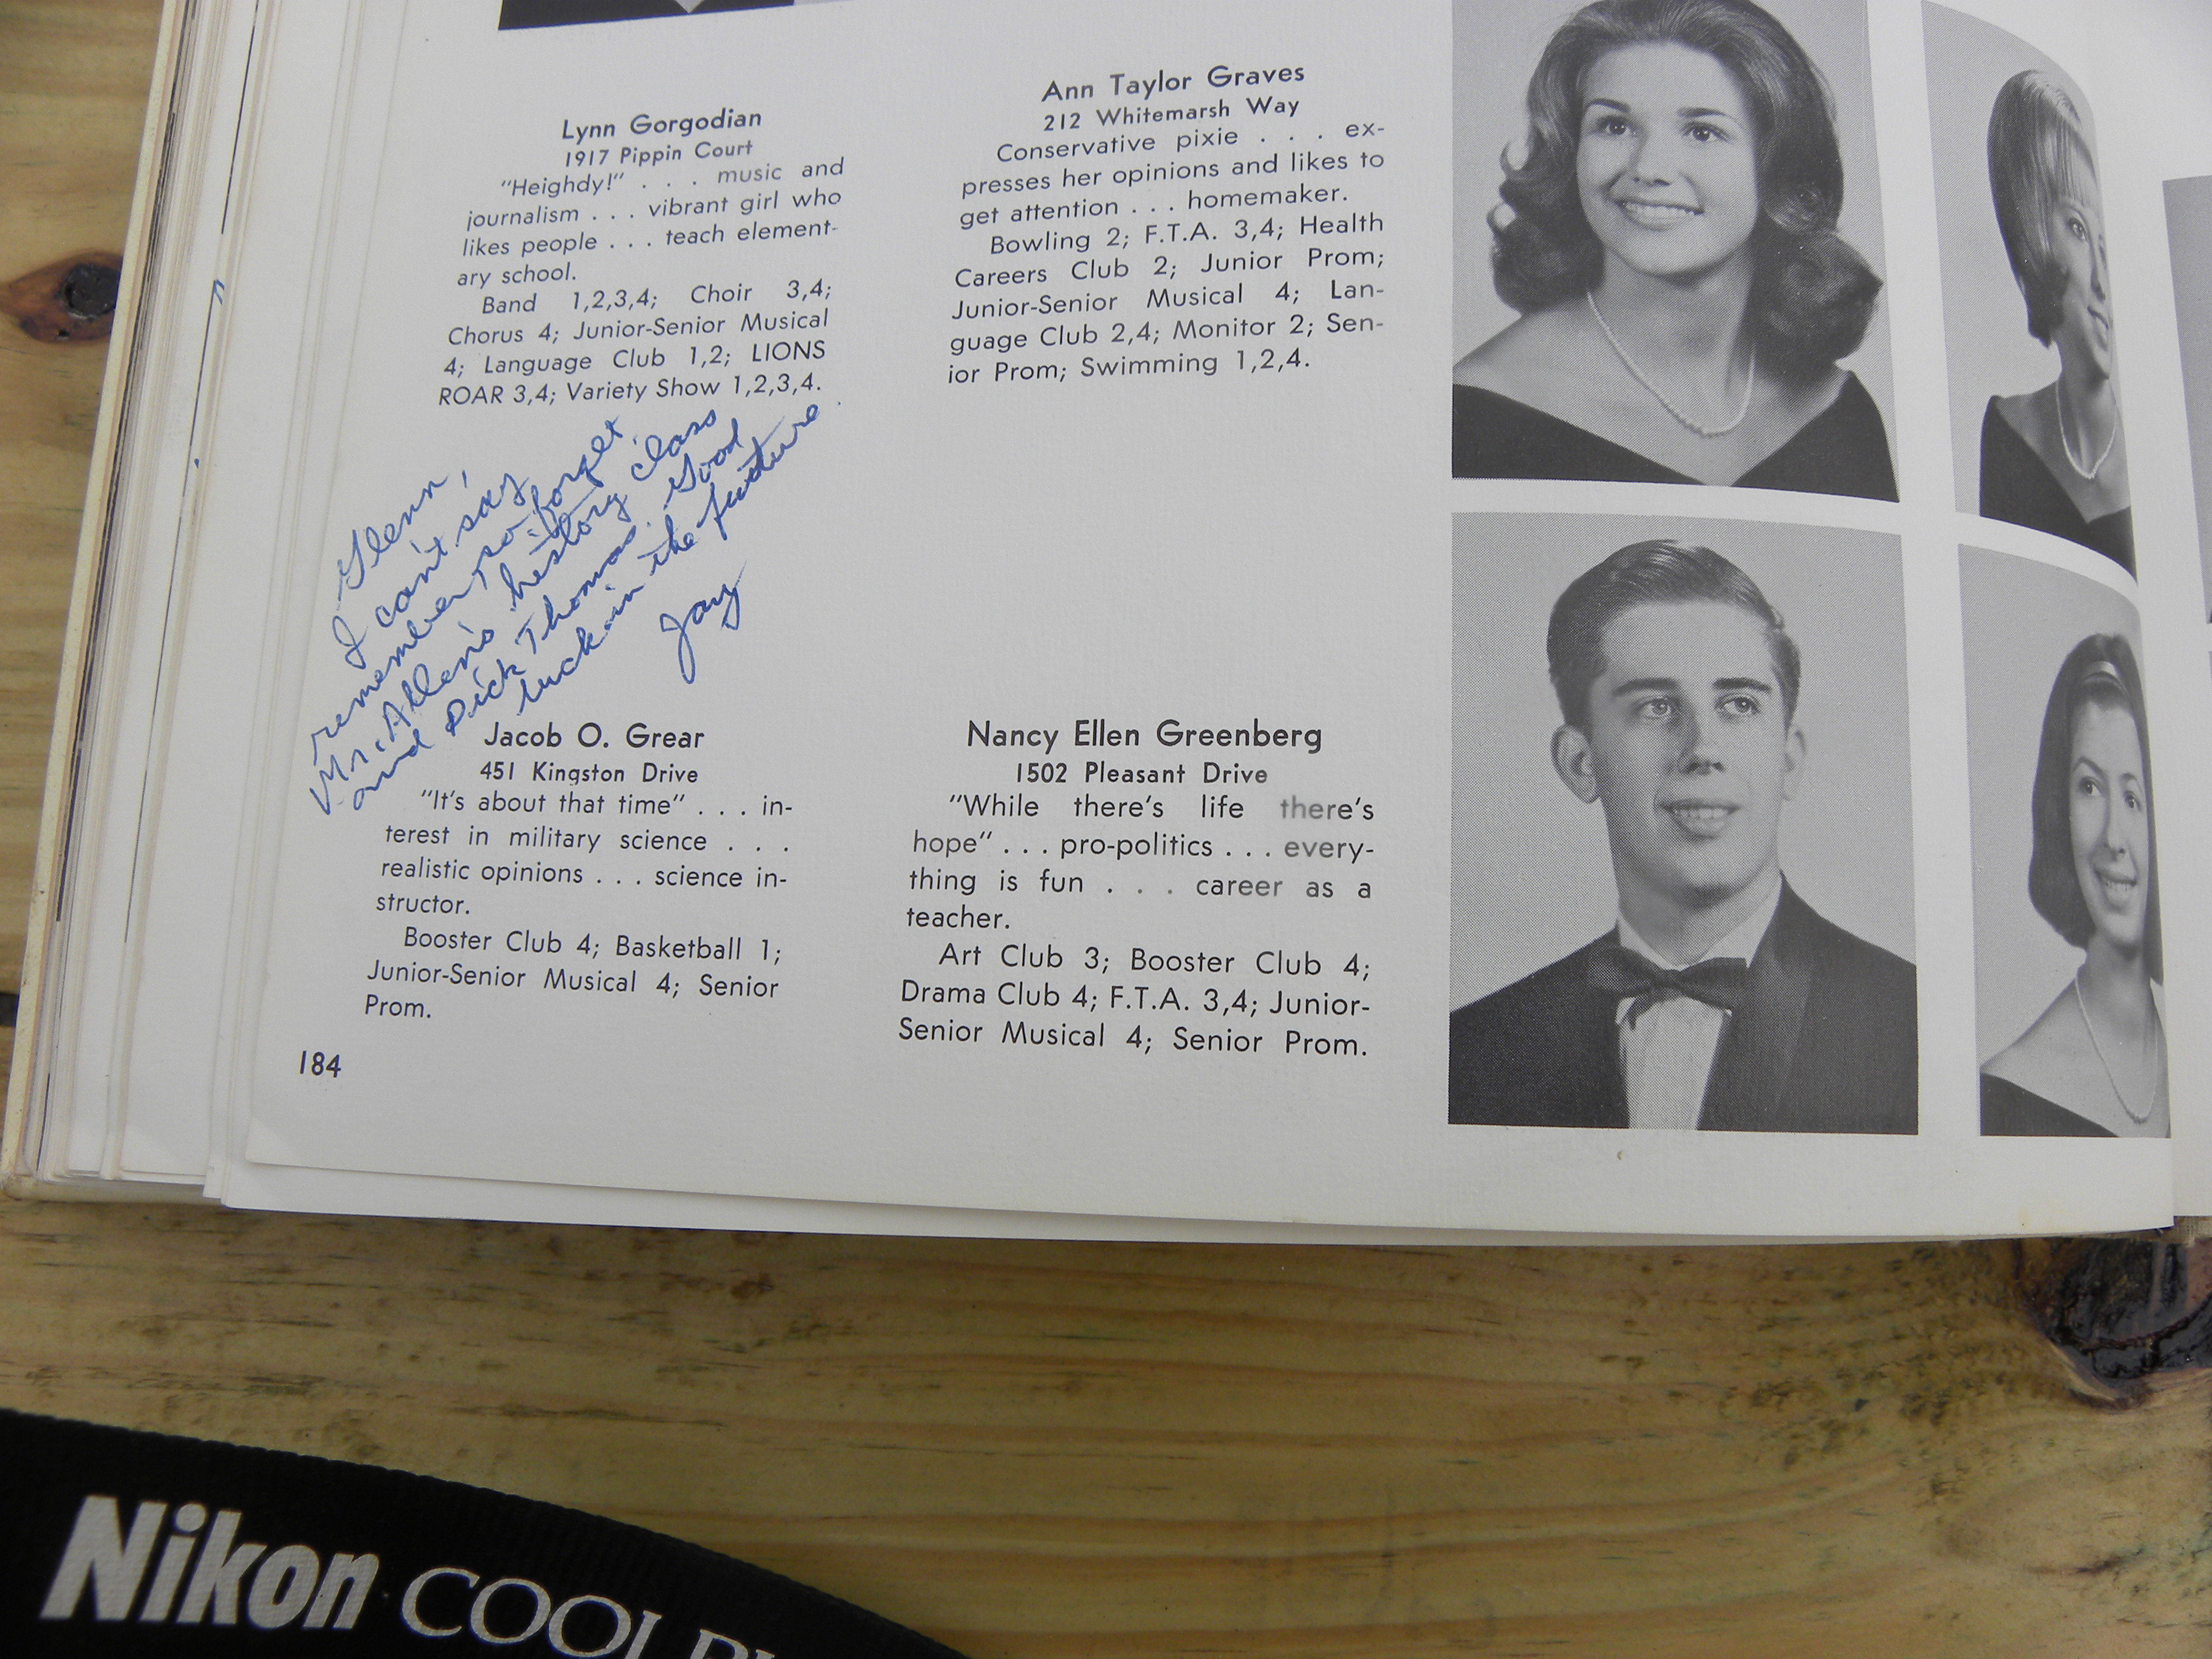 Lynn Gorgodian
1917 Pippin Court
"Heighdy!" . . . music and
journalism . . . vibrant girl who
likes people . . . teach element-
ary school.
Band 1,2,3,4; Choir 3,4;
Chorus 4; Junior-Senior Musical
4; Language Club 1,2; LIONS
ROAR 3,4; Variety Show 1,2,3,4.
Ann Taylor Graves
212 Whitemarsh Way
Conservative pixie . . . ex-
presses her opinions and likes to
get attention . . . homemaker.
Bowling 2; F.T.A. 3,4; Health
Careers Club 2; Junior Prom;
Junior-Senior Musical 4; Lan-
guage Club 2,4; Monitor 2; Sen-
ior Prom; Swimming 1,2,4.
Glenn,
I can't say
remember so forget
Mr. Allen's history class
and Dick Thomas. Good
luck in the future.
Jay
Jacob O. Grear
451 Kingston Drive
"It's about that time" . . . in-
terest in military science . . .
realistic opinions . . . science in-
structor.
Booster Club 4; Basketball 1;
Junior-Senior Musical 4; Senior
Prom.
Nancy Ellen Greenberg
1502 Pleasant Drive
"While there's life there's
hope" . . . pro-politics . . . every-
thing is fun . . . career as a
teacher.
Art Club 3; Booster Club 4;
Drama Club 4; F.T.A. 3,4; Junior-
Senior Musical 4; Senior Prom.
184
Nikon COOLPI